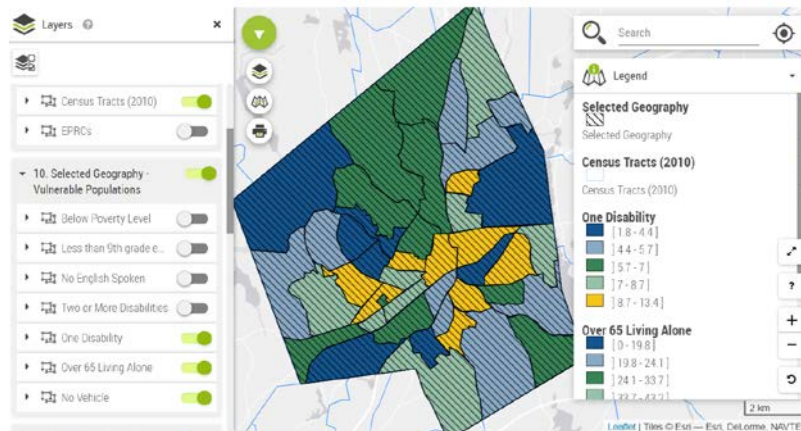 Layers
Census Tracts (2010)
EPRCs
10. Selected Geography -
Vulnerable Populations
Below Poverty Level
Less than 9th grade e...
No English Spoken
Two or More Disabilities
One Disability
Over 65 Living Alone
No Vehicle
Search
Legend
Selected Geography
Selected Geography
Census Tracts (2010)
Census Tracts (2010)
One Disability
[ 1.8 - 4.4 ]
[ 4.4 - 5.7 ]
[ 5.7 - 7 ]
[ 7 - 8.7 ]
[ 8.7 - 13.4 ]
Over 65 Living Alone
[ 0 - 19.8 ]
[ 19.8 - 24.1 ]
[ 24.1 - 33.7 ]
[ 33.7 - 43.2 ]
2 km
Leaflet | Tiles © Esri — Esri, DeLorme, NAVTE